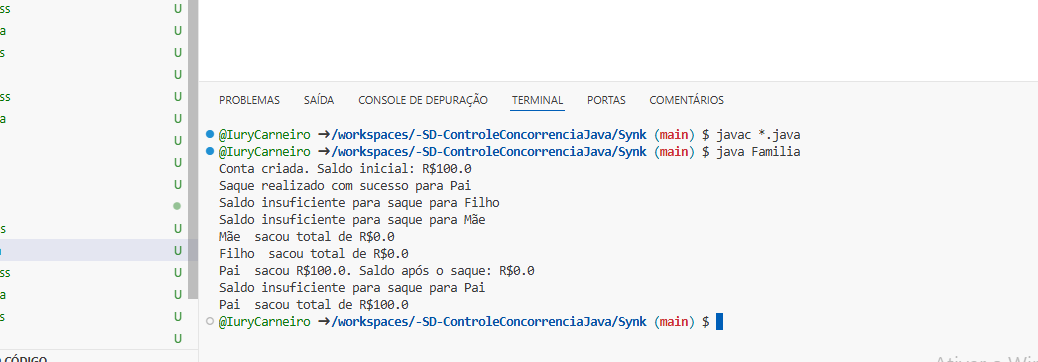 ss U
a U
s U
U
ss U
a U
U
U
U
s U
U
ss U
a U
s U
U
O CÓDIGO
PROBLEMAS SAÍDA CONSOLE DE DEPURAÇÃO TERMINAL PORTAS COMENTÁRIOS
@IuryCarneiro ➜/workspaces/-SD-ControleConcorrenciaJava/Synk (main) $ javac *.java
@IuryCarneiro ➜/workspaces/-SD-ControleConcorrenciaJava/Synk (main) $ java Familia
Conta criada. Saldo inicial: R$100.0
Saque realizado com sucesso para Pai
Saldo insuficiente para saque para Filho
Saldo insuficiente para saque para Mãe
Mãe  sacou total de R$0.0
Filho  sacou total de R$0.0
Pai  sacou R$100.0. Saldo após o saque: R$0.0
Saldo insuficiente para saque para Pai
Pai  sacou total de R$100.0
@IuryCarneiro ➜/workspaces/-SD-ControleConcorrenciaJava/Synk (main) $